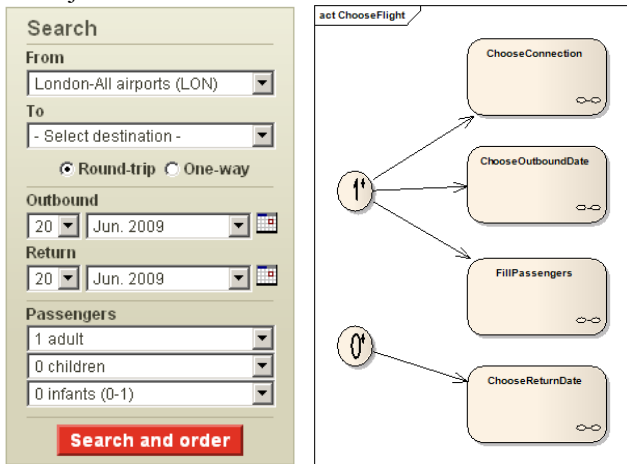 Search
From
London-All airports (LON)
To
- Select destination -
Round-trip One-way
Outbound
20 Jun. 2009
Return
20 Jun. 2009
Passengers
1 adult
0 children
0 infants (0-1)
Search and order
act ChooseFlight
ChooseConnection
ChooseOutboundDate
1
FillPassengers
0
ChooseReturnDate